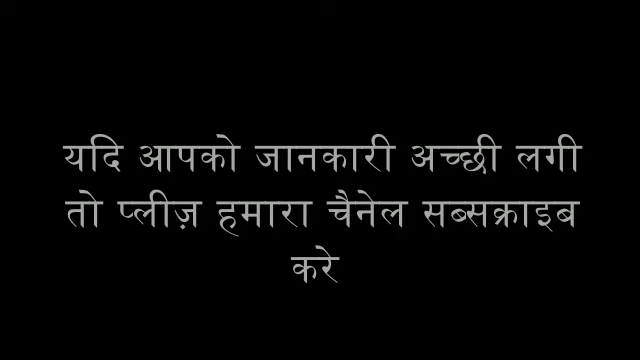 यदि आपको जानकारी अच्छी लगी
तो प्लीज़ हमारा चैनेल सब्सक्राइब
करे